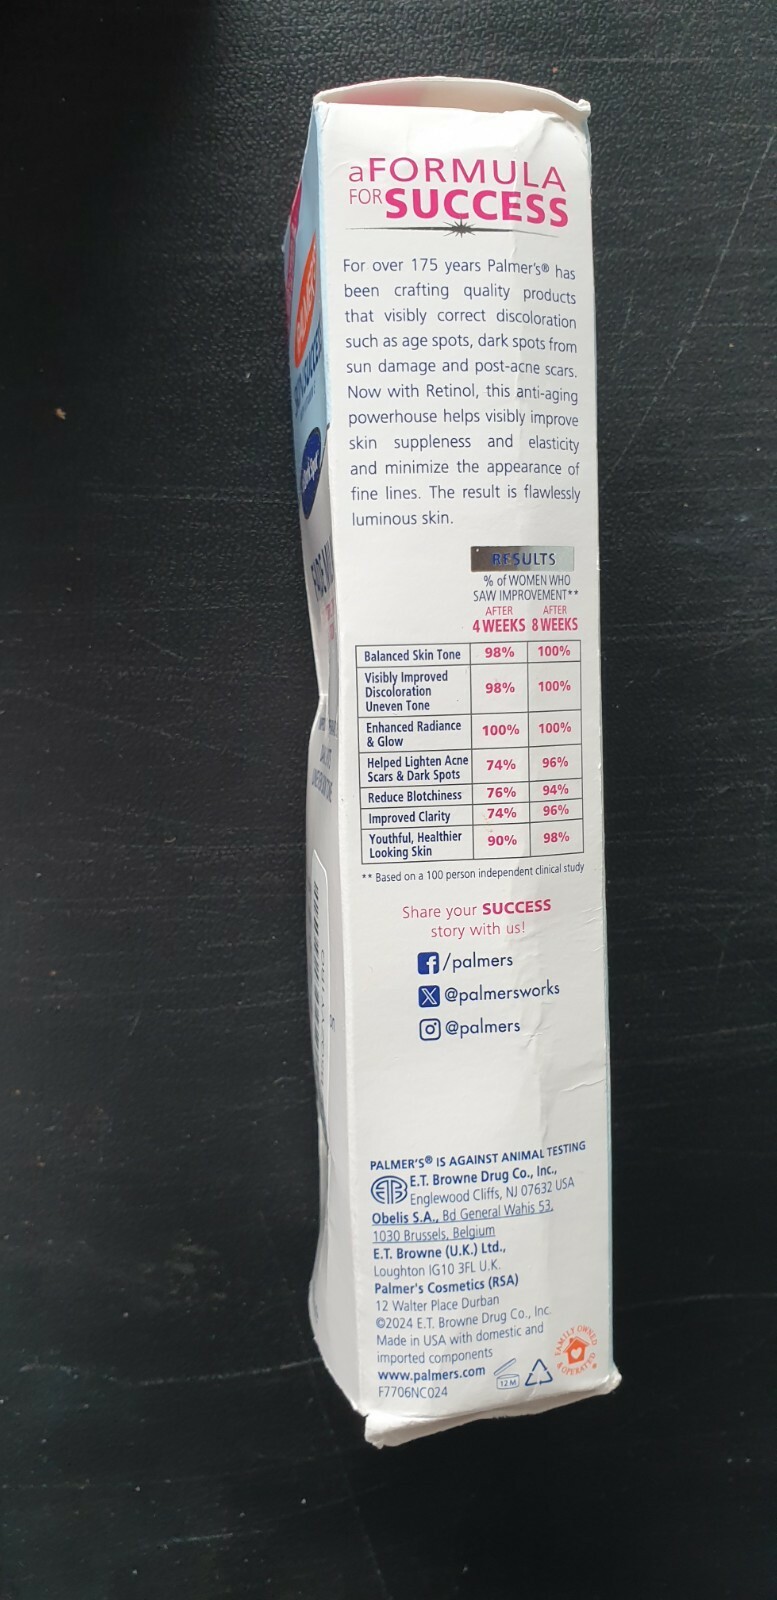 aFORMULA
FOR SUCCESS
For over 175 years Palmer's® has
been crafting quality products
that visibly correct discoloration
such as age spots, dark spots from
sun damage and post-acne scars.
Now with Retinol, this anti-aging
powerhouse helps visibly improve
skin suppleness and elasticity
and minimize the appearance of
fine lines. The result is flawlessly
luminous skin.
RESULTS
% of WOMEN WHO
SAW IMPROVEMENT**
AFTER AFTER
4 WEEKS 8 WEEKS
Balanced Skin Tone 98% 100%
Visibly Improved
Discoloration 98% 100%
Uneven Tone
Enhanced Radiance 100% 100%
& Glow
Helped Lighten Acne 74% 96%
Scars & Dark Spots
Reduce Blotchiness 76% 94%
Improved Clarity 74% 96%
Youthful, Healthier 90% 98%
Looking Skin
** Based on a 100 person independent clinical study
Share your SUCCESS
story with us!
f/palmers
X @palmersworks
@palmers
PALMER'S® IS AGAINST ANIMAL TESTING
ETB E.T. Browne Drug Co., Inc.,
Englewood Cliffs, NJ 07632 USA
Obelis S.A., Bd General Wahis 53,
1030 Brussels, Belgium
E.T. Browne (U.K.) Ltd.,
Loughton IG10 3FL U.K.
Palmer's Cosmetics (RSA)
12 Walter Place Durban
©2024 E.T. Browne Drug Co., Inc.
Made in USA with domestic and
imported components
www.palmers.com 12 M
F7706NC024
FAMILY OWNED
& OPERATED
PALMER'S